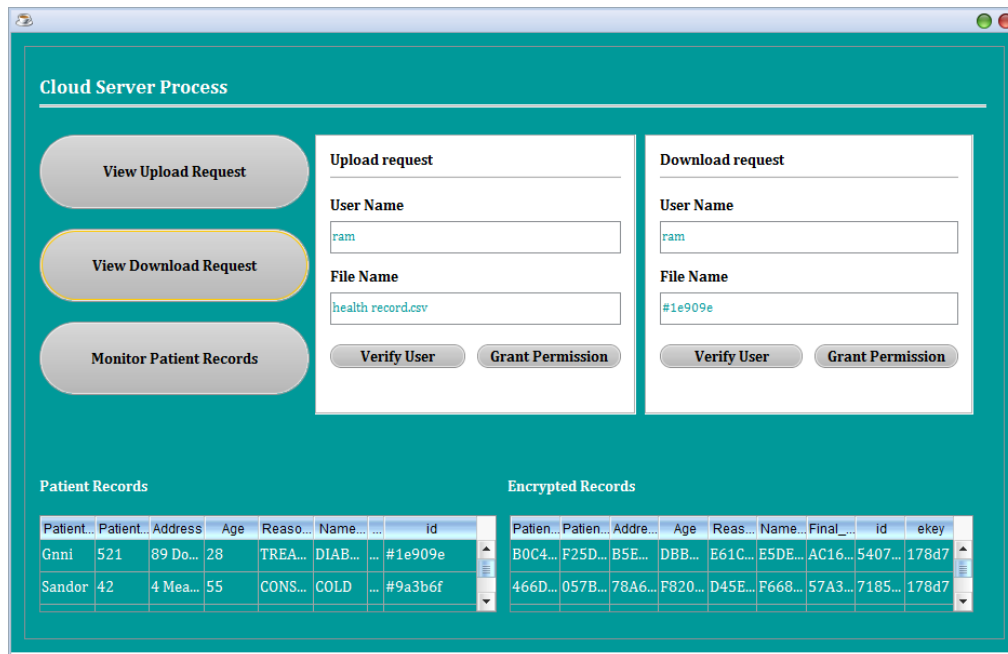 Cloud Server Process
View Upload Request
View Download Request
Monitor Patient Records
Upload request
User Name
ram
File Name
health record.csv
Verify User Grant Permission
Download request
User Name
ram
File Name
#1e909e
Verify User Grant Permission
Patient Records
Patient... Patient... Address Age Reaso... Name... ... id
Gnni 521 89 Do... 28 TREA... DIAB... ... #1e909e
Sandor 42 4 Mea... 55 CONS... COLD ... #9a3b6f
Encrypted Records
Patien... Patien... Addre... Age Reas... Name... Final_... id ekey
B0C4... F25D... B5E... DBB... E61C... E5DE... AC16... 5407... 178d7
466D... 057B... 78A6... F820... D45E... F668... 57A3... 7185... 178d7